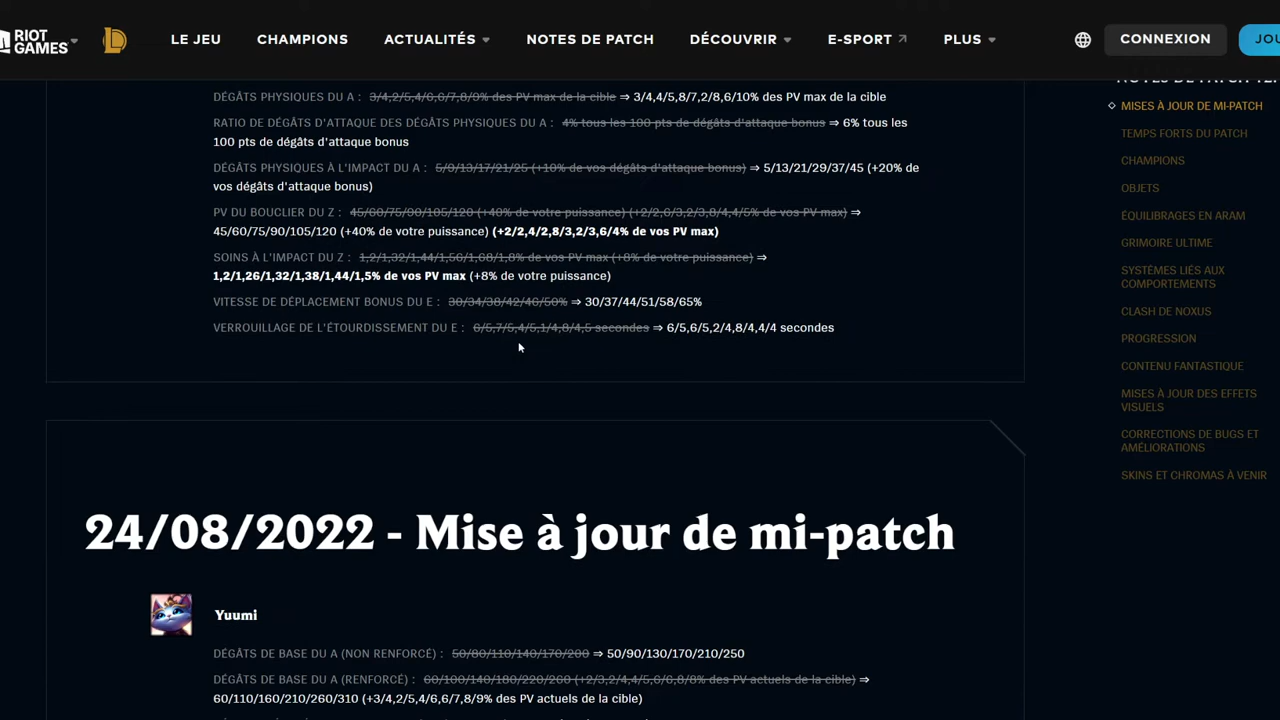 RIOT GAMES
LE JEU
CHAMPIONS
ACTUALITÉS
NOTES DE PATCH
DÉCOUVRIR
E-SPORT
PLUS
CONNEXION
JOU
DÉGÂTS PHYSIQUES DU A : 3/4,2/5,4/6,6/7,8/9% des PV max de la cible ⇒ 3/4,4/5,8/7,2/8,6/10% des PV max de la cible
RATIO DE DÉGÂTS D'ATTAQUE DES DÉGÂTS PHYSIQUES DU A : 4% tous les 100 pts de dégâts d'attaque bonus ⇒ 6% tous les
100 pts de dégâts d'attaque bonus
DÉGÂTS PHYSIQUES À L'IMPACT DU A : 5/9/13/17/21/25 (+10% de vos dégâts d'attaque bonus) ⇒ 5/13/21/29/37/45 (+20% de
vos dégâts d'attaque bonus)
PV DU BOUCLIER DU Z : 45/60/75/90/105/120 (+40% de votre puissance) (+2/2,6/3,2/3,8/4,4/5% de vos PV max) ⇒
45/60/75/90/105/120 (+40% de votre puissance) (+2/2,4/2,8/3,2/3,6/4% de vos PV max)
SOINS À L'IMPACT DU Z : 1,2/1,32/1,44/1,56/1,68/1,8% de vos PV max (+8% de votre puissance) ⇒
1,2/1,26/1,32/1,38/1,44/1,5% de vos PV max (+8% de votre puissance)
VITESSE DE DÉPLACEMENT BONUS DU E : 30/34/38/42/46/50% ⇒ 30/37/44/51/58/65%
VERROUILLAGE DE L'ÉTOURDISSEMENT DU E : 6/5,7/5,4/5,1/4,8/4,5 secondes ⇒ 6/5,6/5,2/4,8/4,4/4 secondes
24/08/2022 - Mise à jour de mi-patch
Yuumi
DÉGÂTS DE BASE DU A (NON RENFORCÉ) : 50/80/110/140/170/200 ⇒ 50/90/130/170/210/250
DÉGÂTS DE BASE DU A (RENFORCÉ) : 60/100/140/180/220/260 (+2/3,2/4,4/5,6/6,8/8% des PV actuels de la cible) ⇒
60/110/160/210/260/310 (+3/4,2/5,4/6,6/7,8/9% des PV actuels de la cible)
MISES À JOUR DE MI-PATCH
TEMPS FORTS DU PATCH
CHAMPIONS
OBJETS
ÉQUILIBRAGES EN ARAM
GRIMOIRE ULTIME
SYSTÈMES LIÉS AUX
COMPORTEMENTS
CLASH DE NOXUS
PROGRESSION
CONTENU FANTASTIQUE
MISES À JOUR DES EFFETS
VISUELS
CORRECTIONS DE BUGS ET
AMÉLIORATIONS
SKINS ET CHROMAS À VENIR